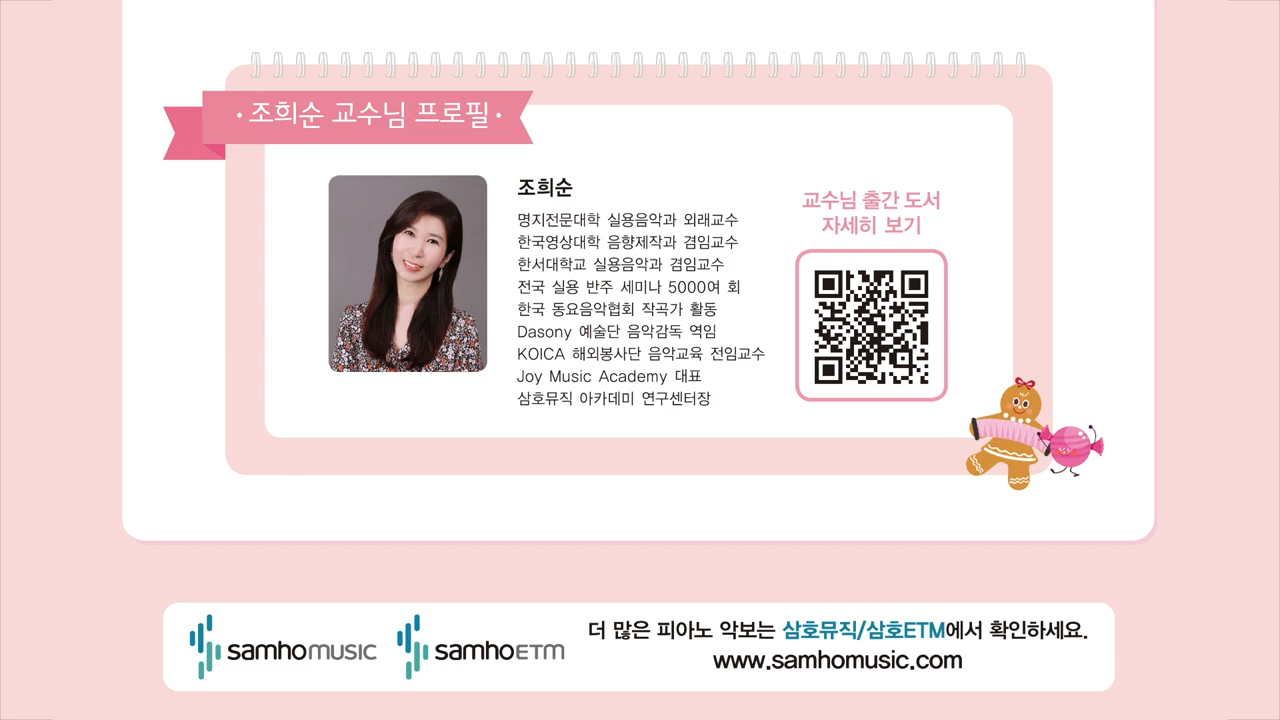 ·조희순 교수님 프로필·
조희순
명지전문대학 실용음악과 외래교수
한국영상대학 음향제작과 겸임교수
한서대학교 실용음악과 겸임교수
전국 실용 반주 세미나 5000여 회
한국 동요음악협회 작곡가 활동
Dasony 예술단 음악감독 역임
KOICA 해외봉사단 음악교육 전임교수
Joy Music Academy 대표
삼호뮤직 아카데미 연구센터장
교수님 출간 도서
자세히 보기
samhomusic
samhoETM
더 많은 피아노 악보는 삼호뮤직/삼호ETM에서 확인하세요.
www.samhomusic.com